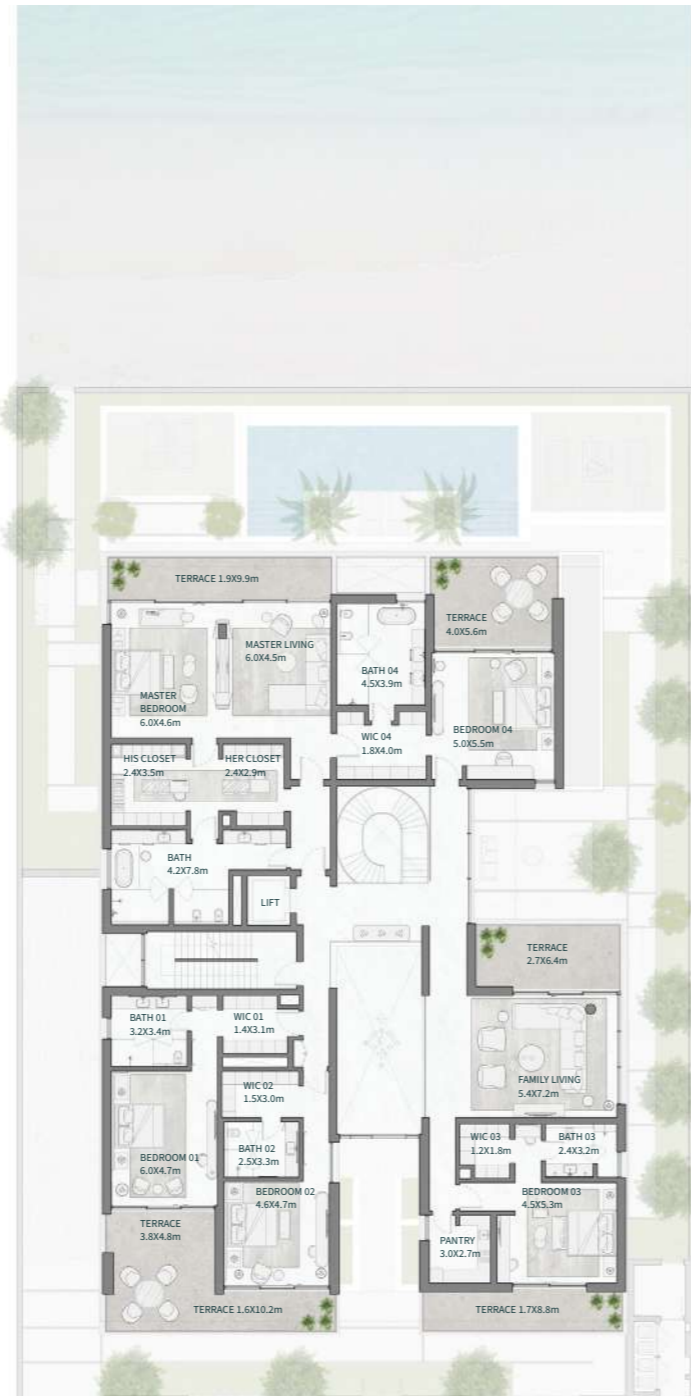 TERRACE 1.9X9.9m
MASTER LIVING
6.0X4.5m
MASTER
BEDROOM
6.0X4.6m
BATH 04
4.5X3.9m
TERRACE
4.0X5.6m
WIC 04
1.8X4.0m
BEDROOM 04
5.0X5.5m
HIS CLOSET
2.4X3.5m
HER CLOSET
2.4X2.9m
BATH
4.2X7.8m
LIFT
TERRACE
2.7X6.4m
BATH 01
3.2X3.4m
WIC 01
1.4X3.1m
WIC 02
1.5X3.0m
FAMILY LIVING
5.4X7.2m
BEDROOM 01
6.0X4.7m
BATH 02
2.5X3.3m
WIC 03
1.2X1.8m
BATH 03
2.4X3.2m
BEDROOM 02
4.6X4.7m
BEDROOM 03
4.5X5.3m
TERRACE
3.8X4.8m
PANTRY
3.0X2.7m
TERRACE 1.6X10.2m
TERRACE 1.7X8.8m